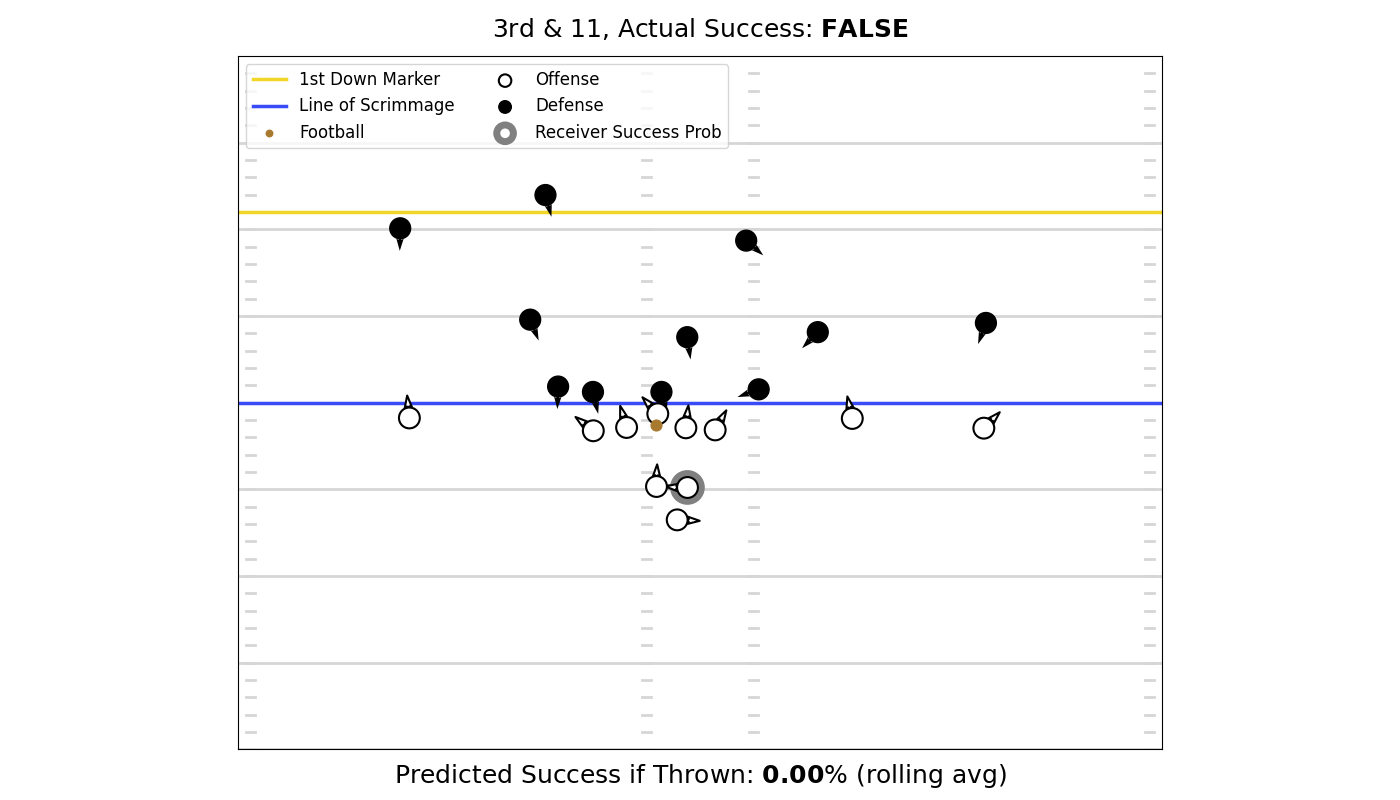 3rd & 11, Actual Success: FALSE
1st Down Marker
Line of Scrimmage
Football
Offense
Defense
Receiver Success Prob
Predicted Success if Thrown: 0.00% (rolling avg)